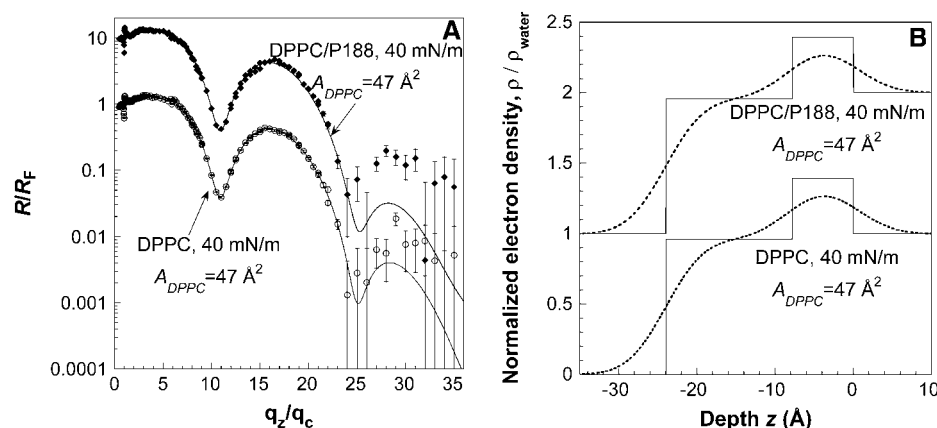 A
10
1
0.1
0.01
0.001
0.0001
R/R_F
DPPC/P188, 40 mN/m
A_DPPC=47 Å²
DPPC, 40 mN/m
A_DPPC=47 Å²
0 5 10 15 20 25 30 35
q_z/q_c
B
2.5
2
1.5
1
0.5
0
Normalized electron density, ρ / ρ_water
DPPC/P188, 40 mN/m
A_DPPC=47 Å²
DPPC, 40 mN/m
A_DPPC=47 Å²
-30 -20 -10 0 10
Depth z (Å)